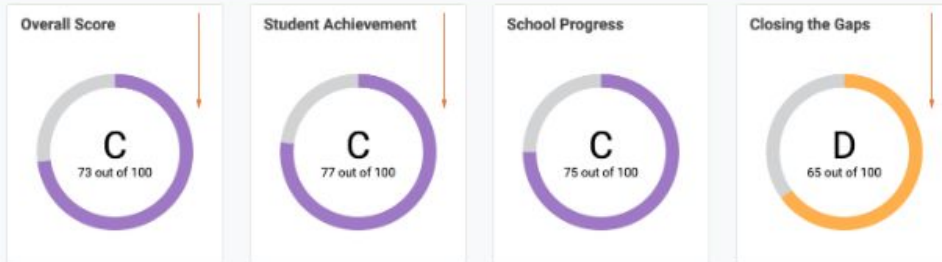 Overall Score
C
73 out of 100
Student Achievement
C
77 out of 100
School Progress
C
75 out of 100
Closing the Gaps
D
65 out of 100